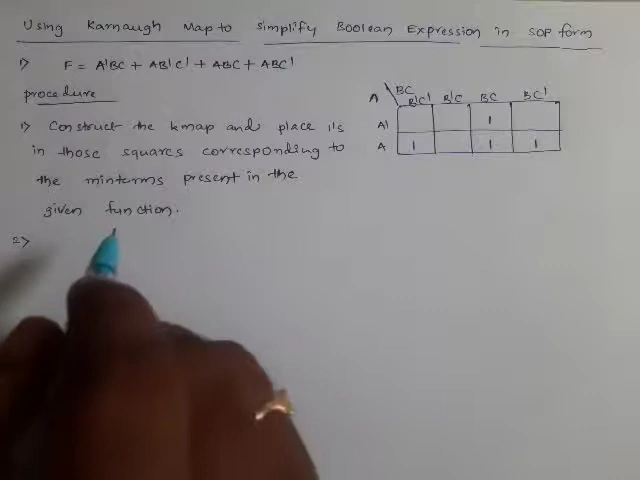 Using Karnaugh Map to simplify Boolean Expression in SOP form
1) F = A'BC + AB'C' + ABC + ABC'
procedure
1) Construct the kmap and place 1's
in those squares corresponding to
the minterms present in the
given function.
2)
A BC
B'C' B'C BC BC'
A' 1
A 1 1 1